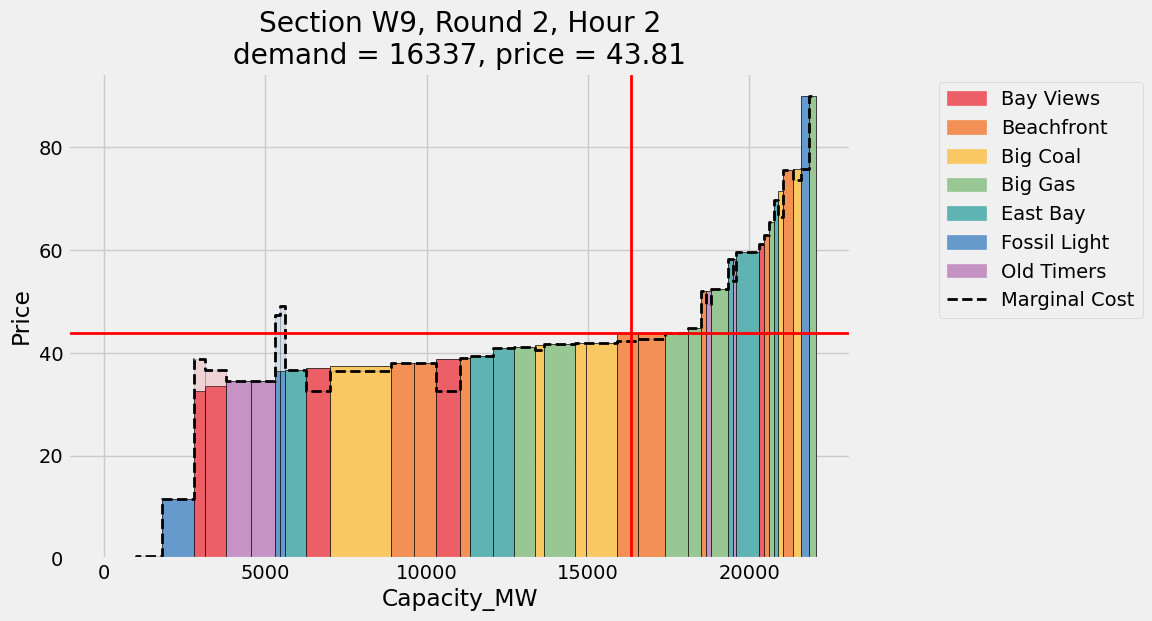 Section W9, Round 2, Hour 2
demand = 16337, price = 43.81
Price
80
60
40
20
0
0 5000 10000 15000 20000
Capacity_MW
Bay Views
Beachfront
Big Coal
Big Gas
East Bay
Fossil Light
Old Timers
Marginal Cost